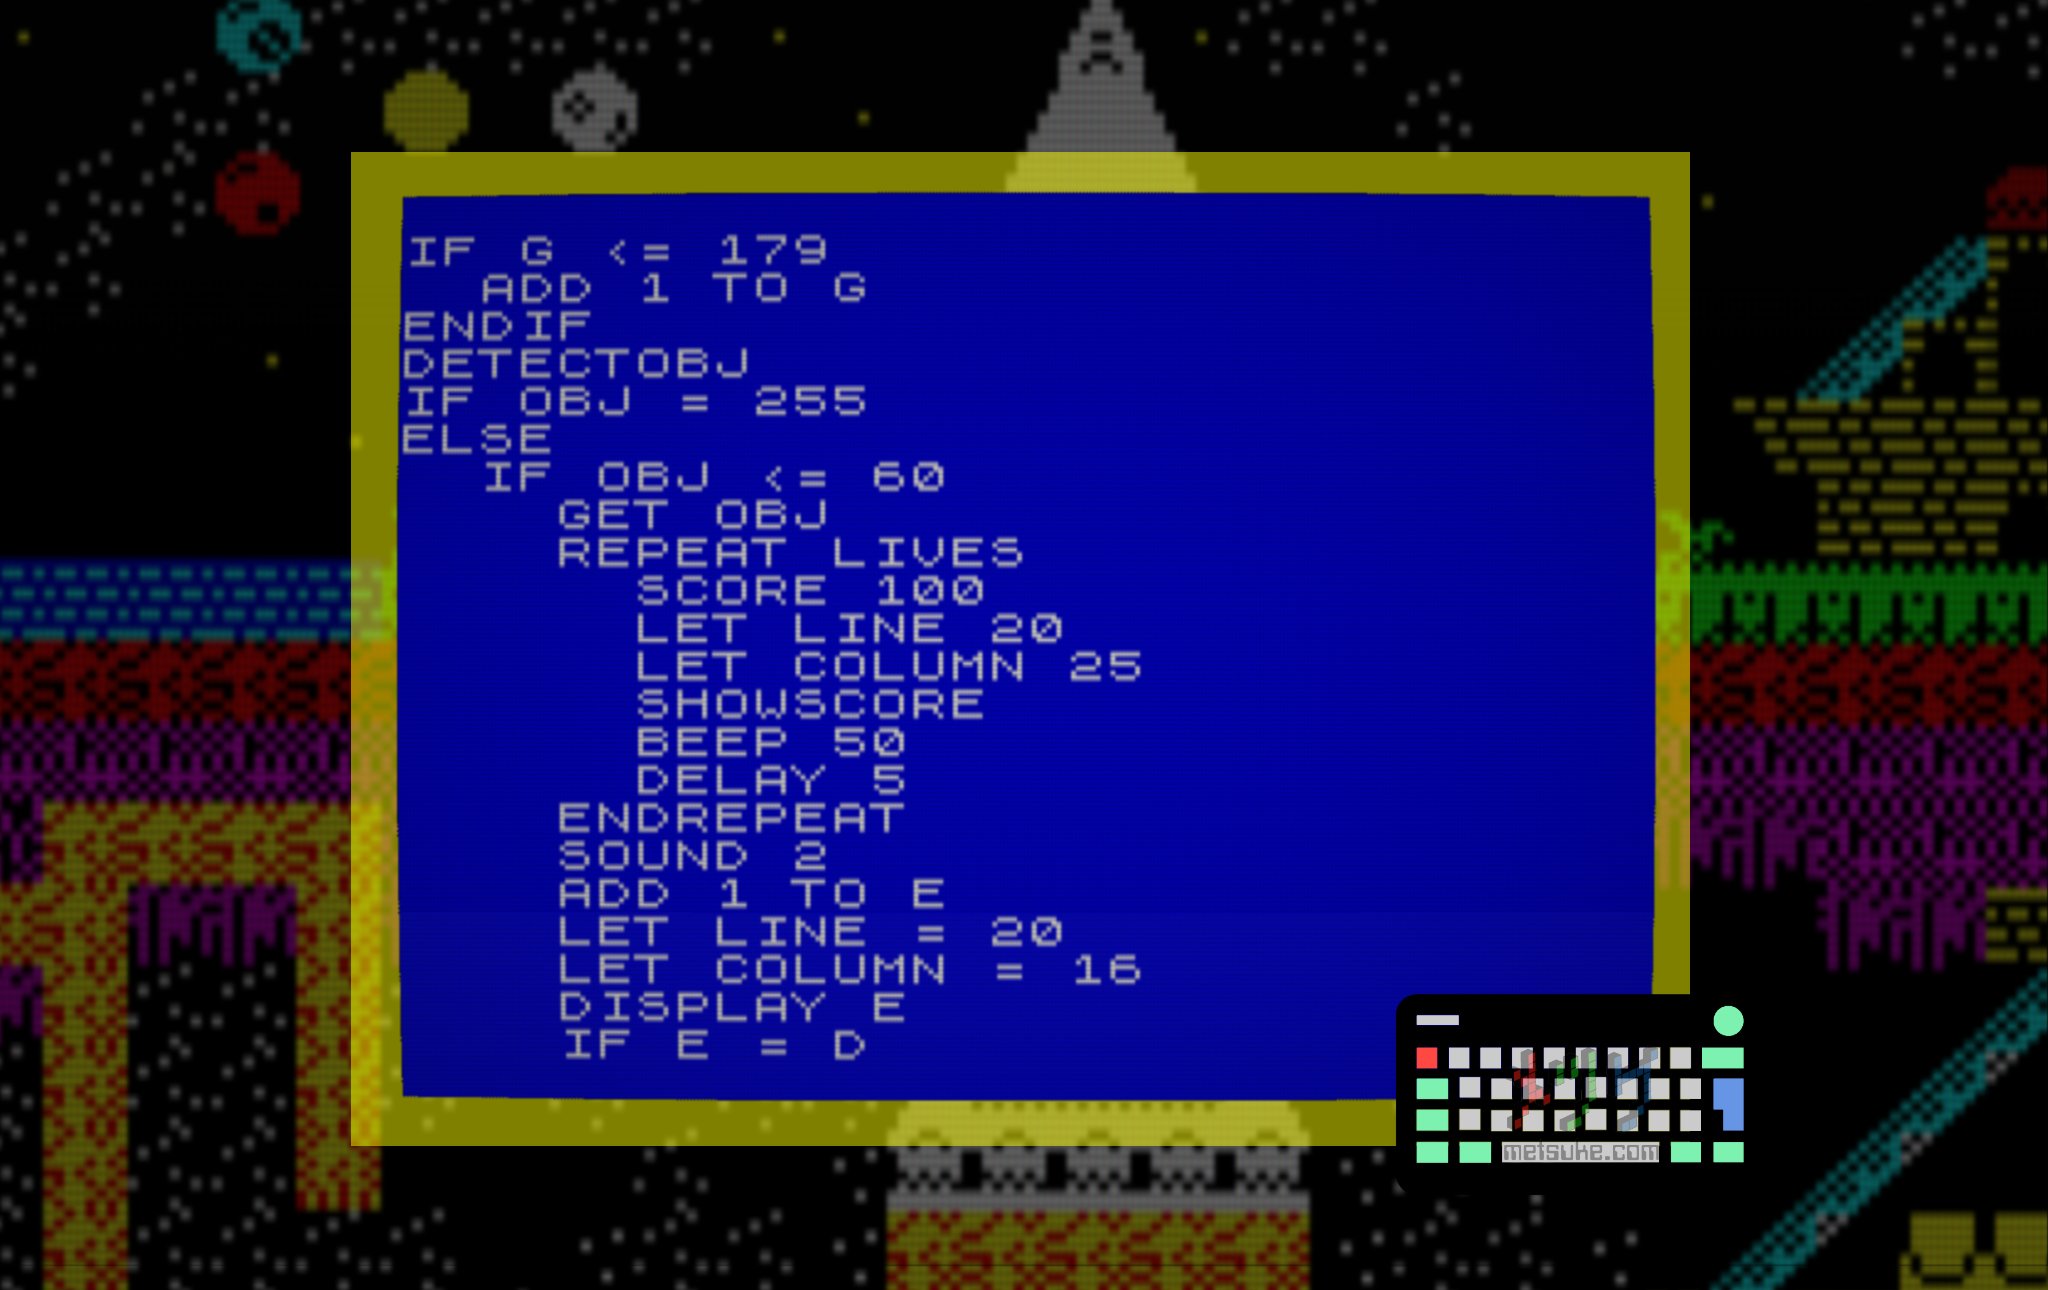 IF G <= 179
ADD 1 TO G
ENDIF
DETECTOBJ
IF OBJ = 255
ELSE
IF OBJ <= 60
GET OBJ
REPEAT LIVES
SCORE 100
LET LINE 20
LET COLUMN 25
SHOWSCORE
BEEP 50
DELAY 5
ENDREPEAT
SOUND 2
ADD 1 TO E
LET LINE = 20
LET COLUMN = 16
DISPLAY E
IF E = D
metsuke.com